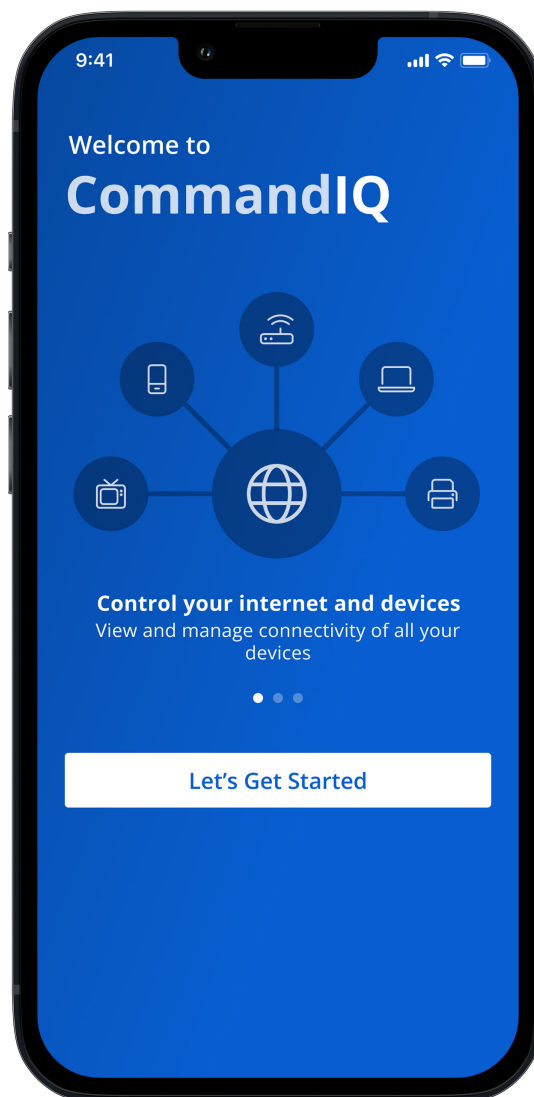 9:41
Welcome to
CommandIQ
Control your internet and devices
View and manage connectivity of all your
devices
Let’s Get Started